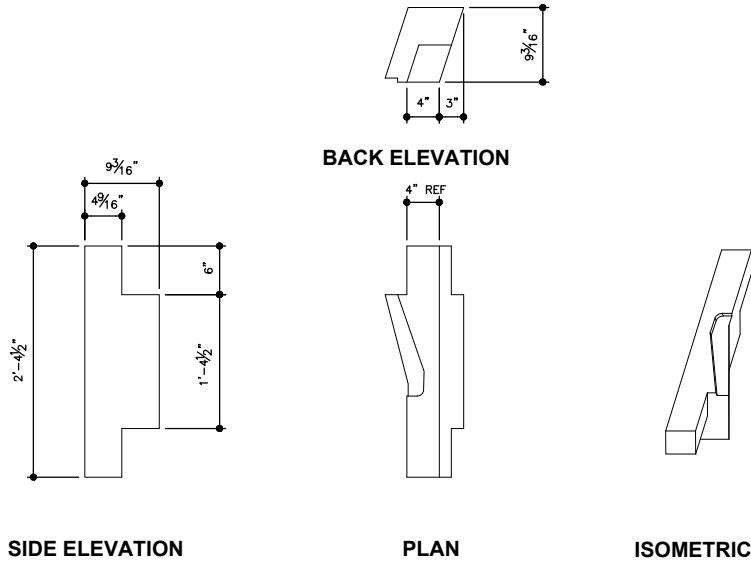 9 3/16"
4" 3"
BACK ELEVATION
9 3/16"
4 9/16"
4" REF
6"
2'-4 1/2"
1'-4 1/2"
SIDE ELEVATION
PLAN
ISOMETRIC